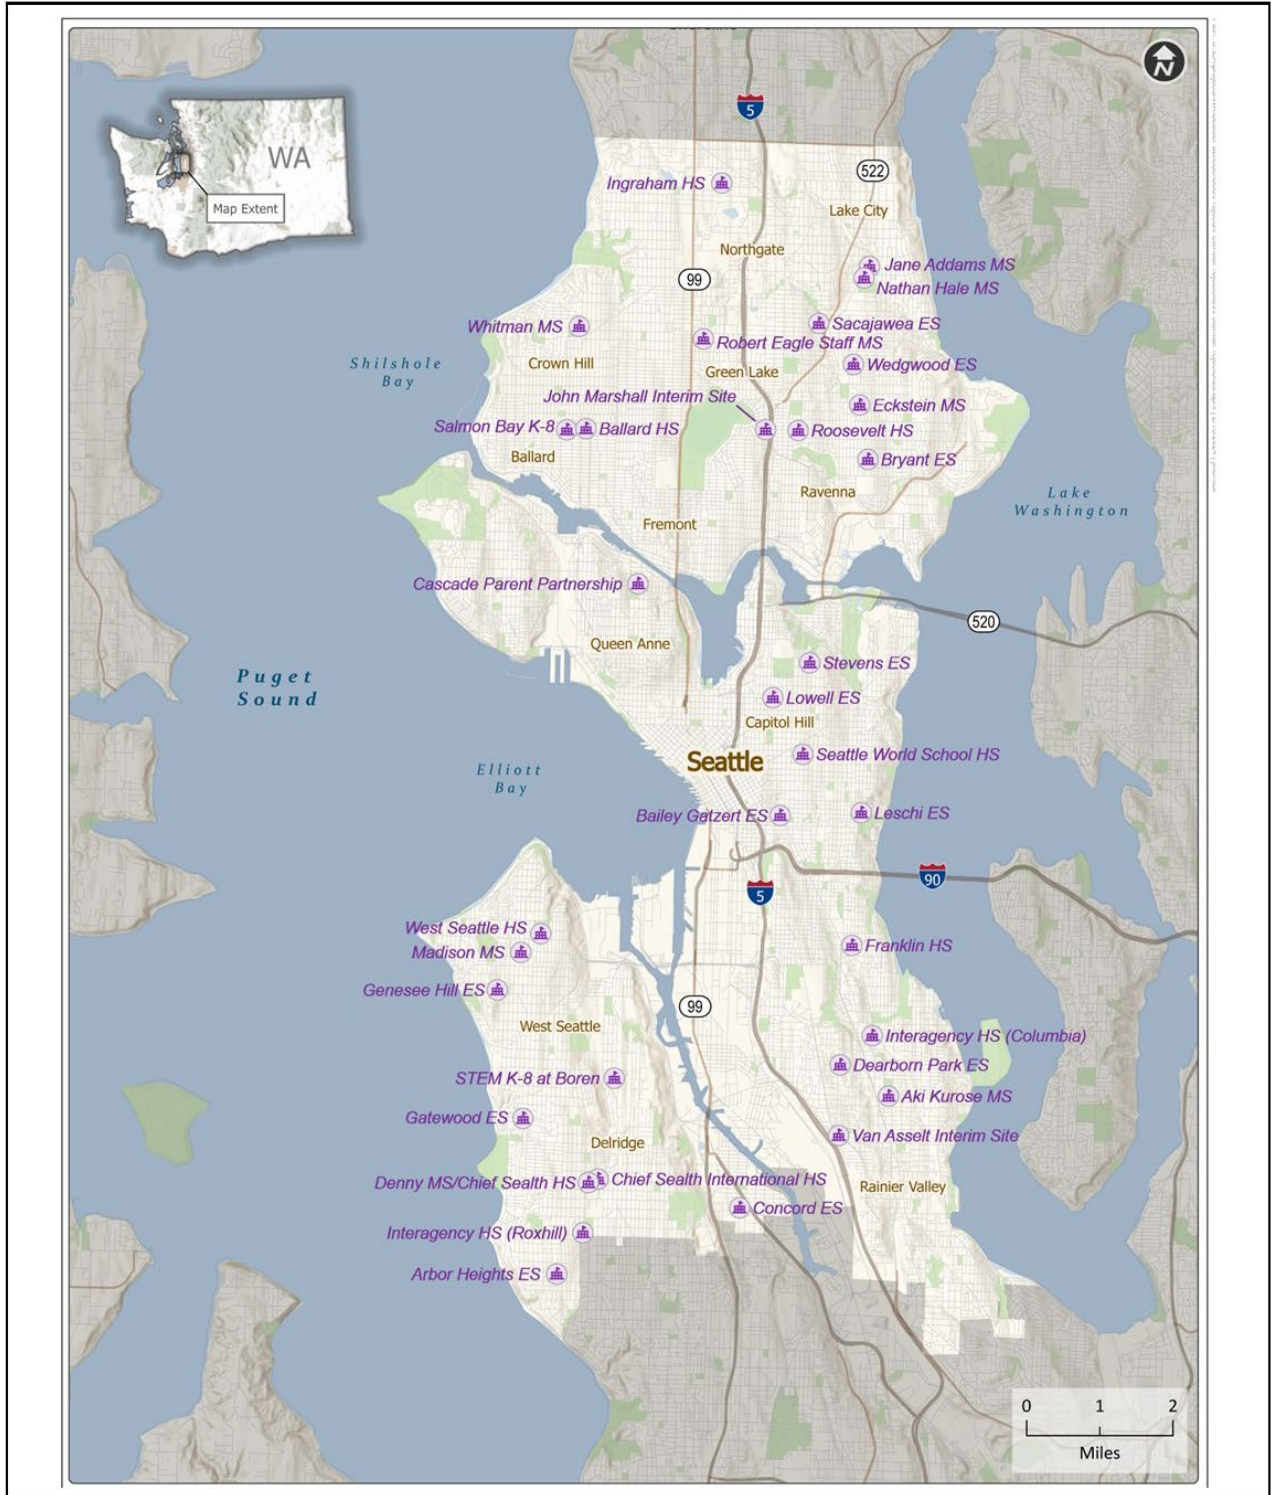 WA
Map Extent
5
522
Ingraham HS
Lake City
Northgate
Jane Addams MS
99
Nathan Hale MS
Whitman MS
Sacajawea ES
Robert Eagle Staff MS
Shilshole
Bay
Crown Hill
Green Lake
Wedgwood ES
John Marshall Interim Site
Eckstein MS
Salmon Bay K-8
Ballard HS
Roosevelt HS
Ballard
Bryant ES
Ravenna
Lake
Washington
Fremont
Cascade Parent Partnership
520
Queen Anne
Stevens ES
Puget
Sound
Lowell ES
Capitol Hill
Seattle
Seattle World School HS
Elliott
Bay
Bailey Gatzert ES
Leschi ES
90
5
West Seattle HS
Franklin HS
Madison MS
Genesee Hill ES
99
West Seattle
Interagency HS (Columbia)
Dearborn Park ES
STEM K-8 at Boren
Aki Kurose MS
Gatewood ES
Van Asselt Interim Site
Delridge
Denny MS/Chief Sealth HS
Chief Sealth International HS
Rainier Valley
Concord ES
Interagency HS (Roxhill)
Arbor Heights ES
0 1 2
Miles
N